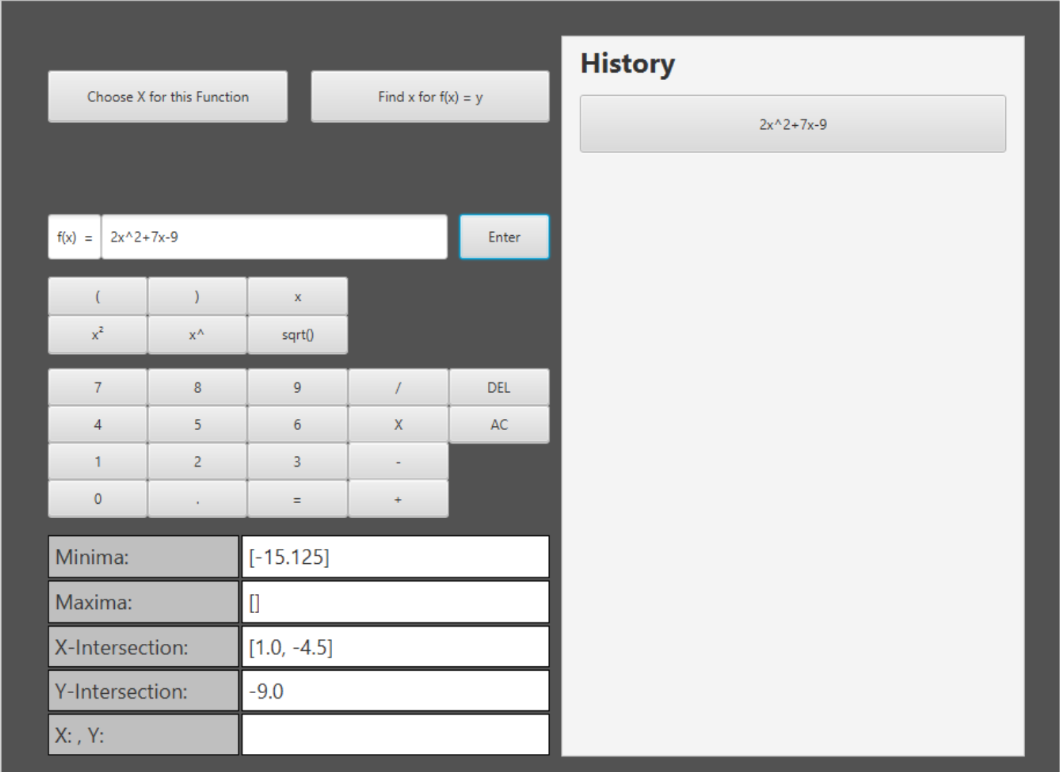 History
Choose X for this Function
Find x for f(x) = y
2x^2+7x-9
f(x) =
2x^2+7x-9
Enter
( ) x
x² x^ sqrt()
7 8 9 / DEL
4 5 6 X AC
1 2 3 -
0 . = +
Minima: [-15.125]
Maxima: []
X-Intersection: [1.0, -4.5]
Y-Intersection: -9.0
X: , Y: